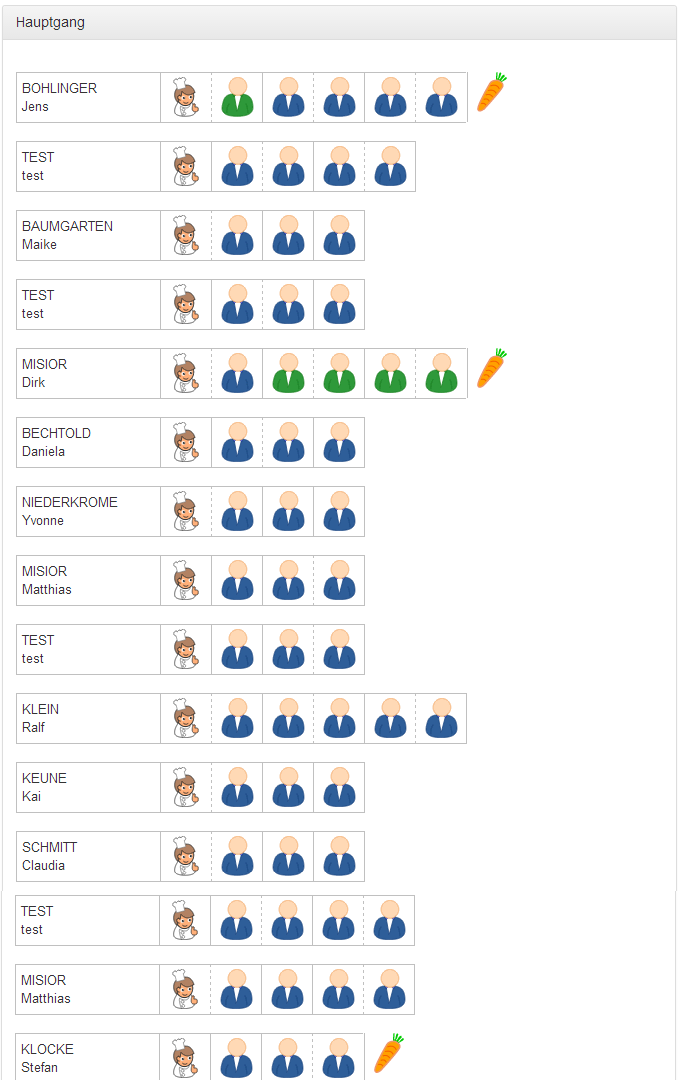 Hauptgang
BOHLINGER
Jens
TEST
test
BAUMGARTEN
Maike
TEST
test
MISIOR
Dirk
BECHTOLD
Daniela
NIEDERKROME
Yvonne
MISIOR
Matthias
TEST
test
KLEIN
Ralf
KEUNE
Kai
SCHMITT
Claudia
TEST
test
MISIOR
Matthias
KLOCKE
Stefan